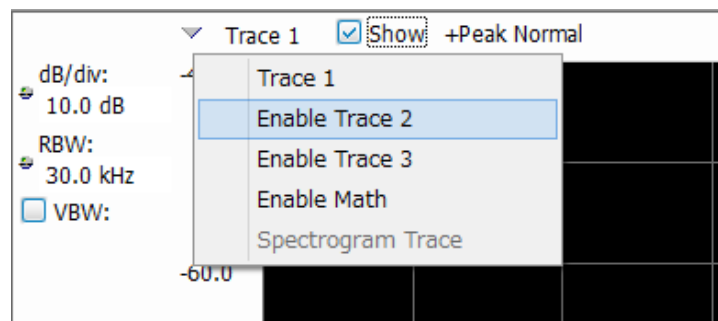 Trace 1 Show +Peak Normal
dB/div:
10.0 dB
RBW:
30.0 kHz
VBW:
Trace 1
Enable Trace 2
Enable Trace 3
Enable Math
Spectrogram Trace
-60.0